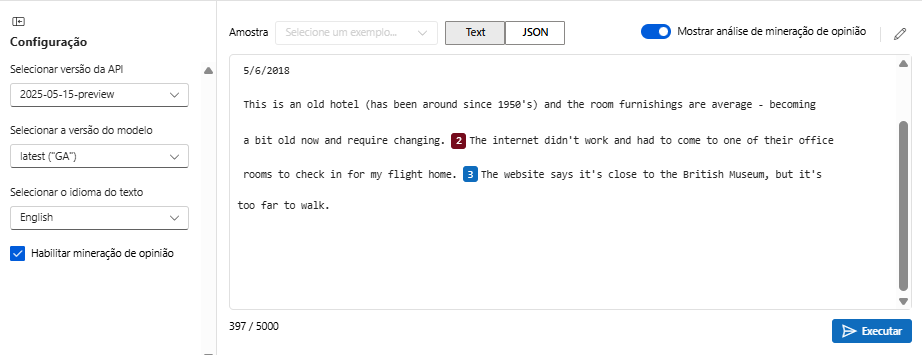 Configuração
Selecionar versão da API
2025-05-15-preview
Selecionar a versão do modelo
latest ("GA")
Selecionar o idioma do texto
English
Habilitar mineração de opinião
Amostra
Selecione um exemplo...
Text
JSON
Mostrar análise de mineração de opinião
5/6/2018
This is an old hotel (has been around since 1950's) and the room furnishings are average - becoming
a bit old now and require changing. 2 The internet didn't work and had to come to one of their office
rooms to check in for my flight home. 3 The website says it's close to the British Museum, but it's
too far to walk.
397 / 5000
Executar